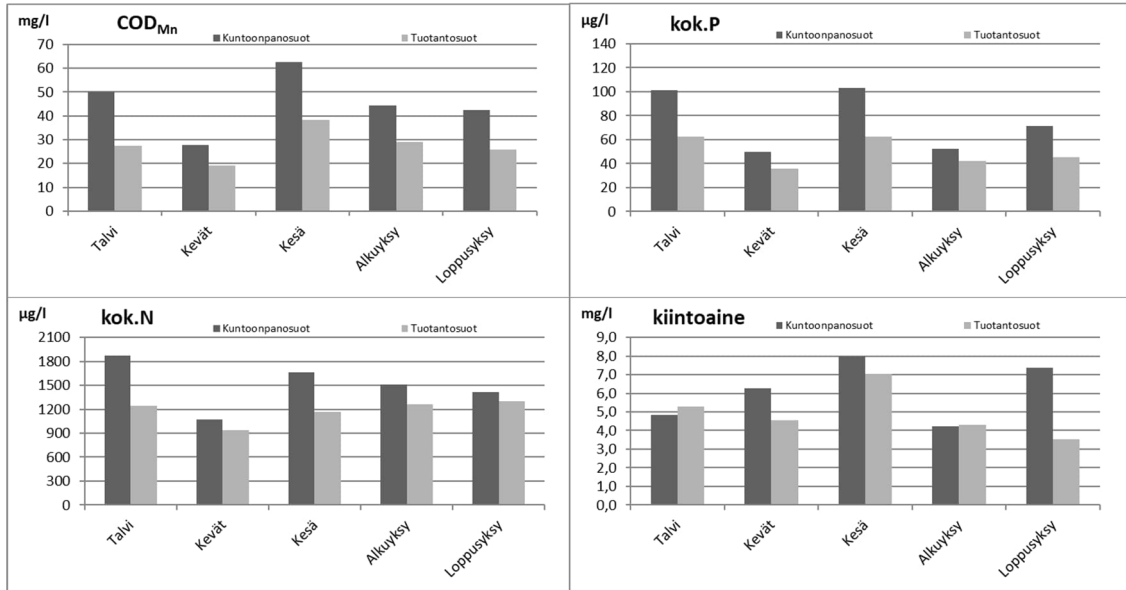 mg/l
COD Mn
Kuntoonpanosuot Tuotantosuot
70
60
50
40
30
20
10
0
Talvi Kevät Kesä Alkuyksy Loppusyksy
µg/l
kok.P
Kuntoonpanosuot Tuotantosuot
140
120
100
80
60
40
20
0
Talvi Kevät Kesä Alkuyksy Loppusyksy
µg/l
kok.N
Kuntoonpanosuot Tuotantosuot
2100
1800
1500
1200
900
600
300
0
Talvi Kevät Kesä Alkuyksy Loppusyksy
mg/l
kiintoaine
Kuntoonpanosuot Tuotantosuot
9,0
8,0
7,0
6,0
5,0
4,0
3,0
2,0
1,0
0,0
Talvi Kevät Kesä Alkuyksy Loppusyksy